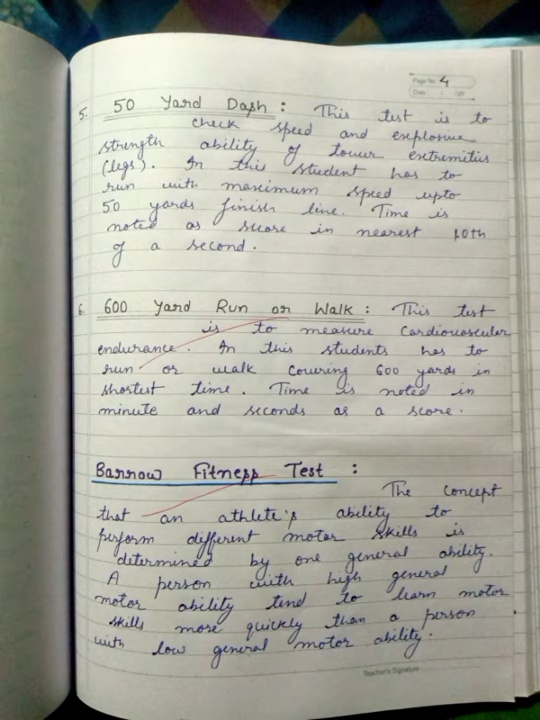 Page No. 4
Date / /20
5. 50 Yard Dash : This test is to
check speed and explosive
strength ability of lower extremities
(legs). In this student has to
run with maximum speed upto
50 yards finish line. Time is
noted as score in nearest 10th
of a second.
6. 600 Yard Run or Walk : This test
is to measure Cardiovascular
endurance. In this students has to
run or walk covering 600 yards in
shortest time. Time is noted in
minute and seconds as a score.
Barrow Fitness Test :
The concept
that an athlete's ability to
perform different motor skills is
determined by one general ability.
A person with high general
motor ability tend to learn motor
skills more quickly than a person
with low general motor ability.
Teacher's Signature